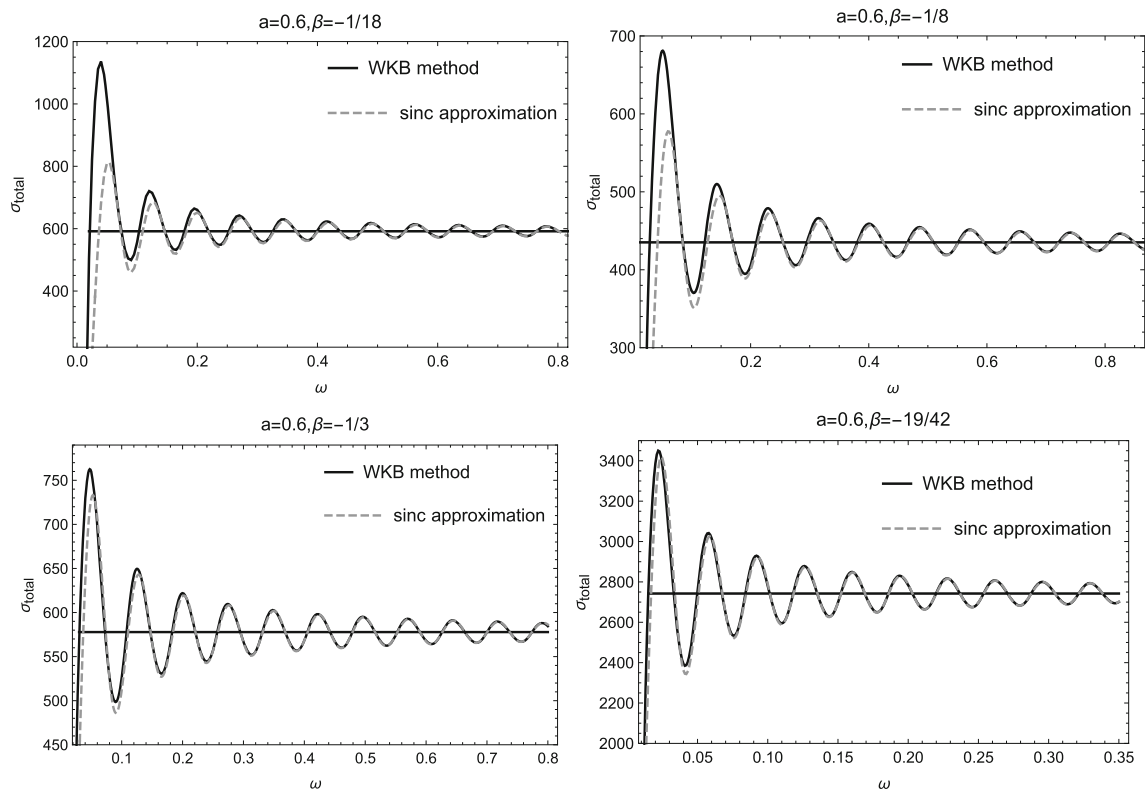 a=0.6,β=−1/18
1200
1000
800
600
400
σtotal
WKB method
sinc approximation
0.0
0.2
0.4
0.6
0.8
ω
a=0.6,β=−1/8
700
600
500
400
300
σtotal
WKB method
sinc approximation
0.2
0.4
0.6
0.8
ω
a=0.6,β=−1/3
750
700
650
600
550
500
450
σtotal
WKB method
sinc approximation
0.1
0.2
0.3
0.4
0.5
0.6
0.7
0.8
ω
a=0.6,β=−19/42
3400
3200
3000
2800
2600
2400
2200
2000
σtotal
WKB method
sinc approximation
0.05
0.10
0.15
0.20
0.25
0.30
0.35
ω